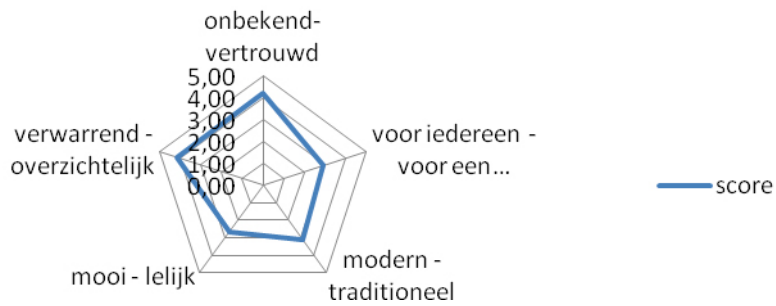 onbekend-
vertrouwd
5,00
4,00
3,00
2,00
1,00
0,00
verwarrend -
overzichtelijk
voor iedereen -
voor een...
score
mooi - lelijk
modern -
traditioneel